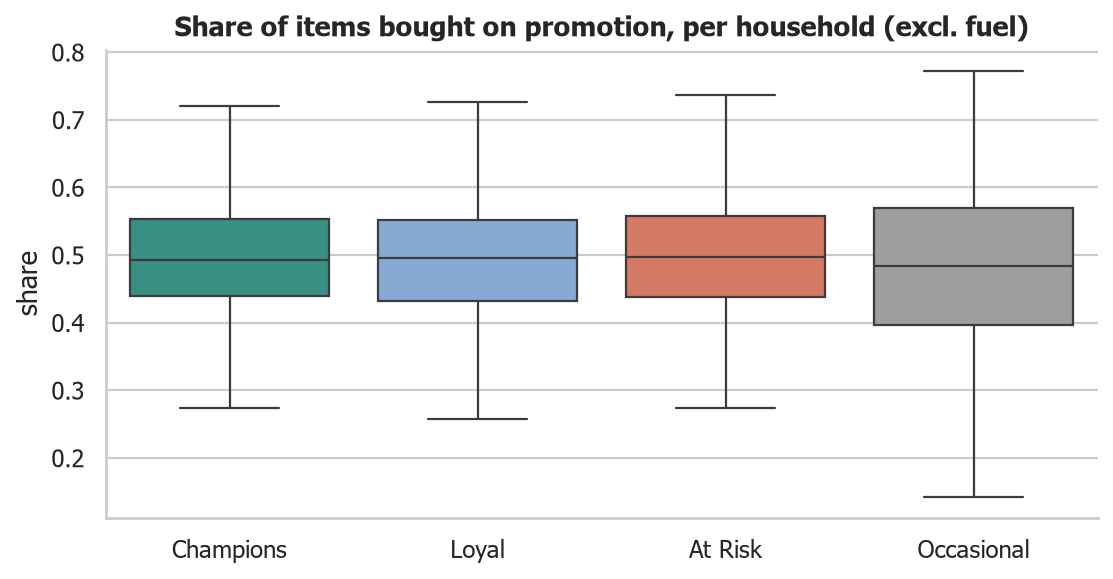 Share of items bought on promotion, per household (excl. fuel)
0.8
0.7
0.6
0.5
0.4
0.3
0.2
share
Champions
Loyal
At Risk
Occasional